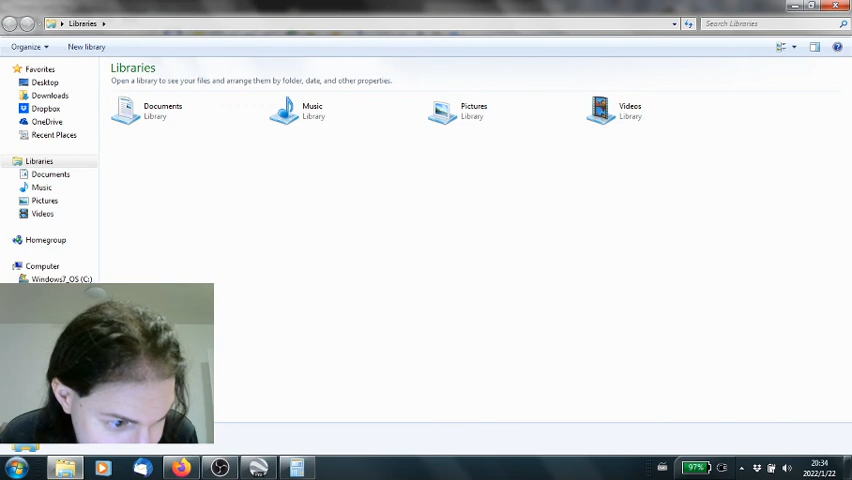 Libraries
Search Libraries
Organize
New library
Favorites
Desktop
Downloads
Dropbox
OneDrive
Recent Places
Libraries
Documents
Music
Pictures
Videos
Homegroup
Computer
Windows7_OS (C:)
Libraries
Open a library to see your files and arrange them by folder, date, and other properties.
Documents
Library
Music
Library
Pictures
Library
Videos
Library
97%
20:34
2022/1/22